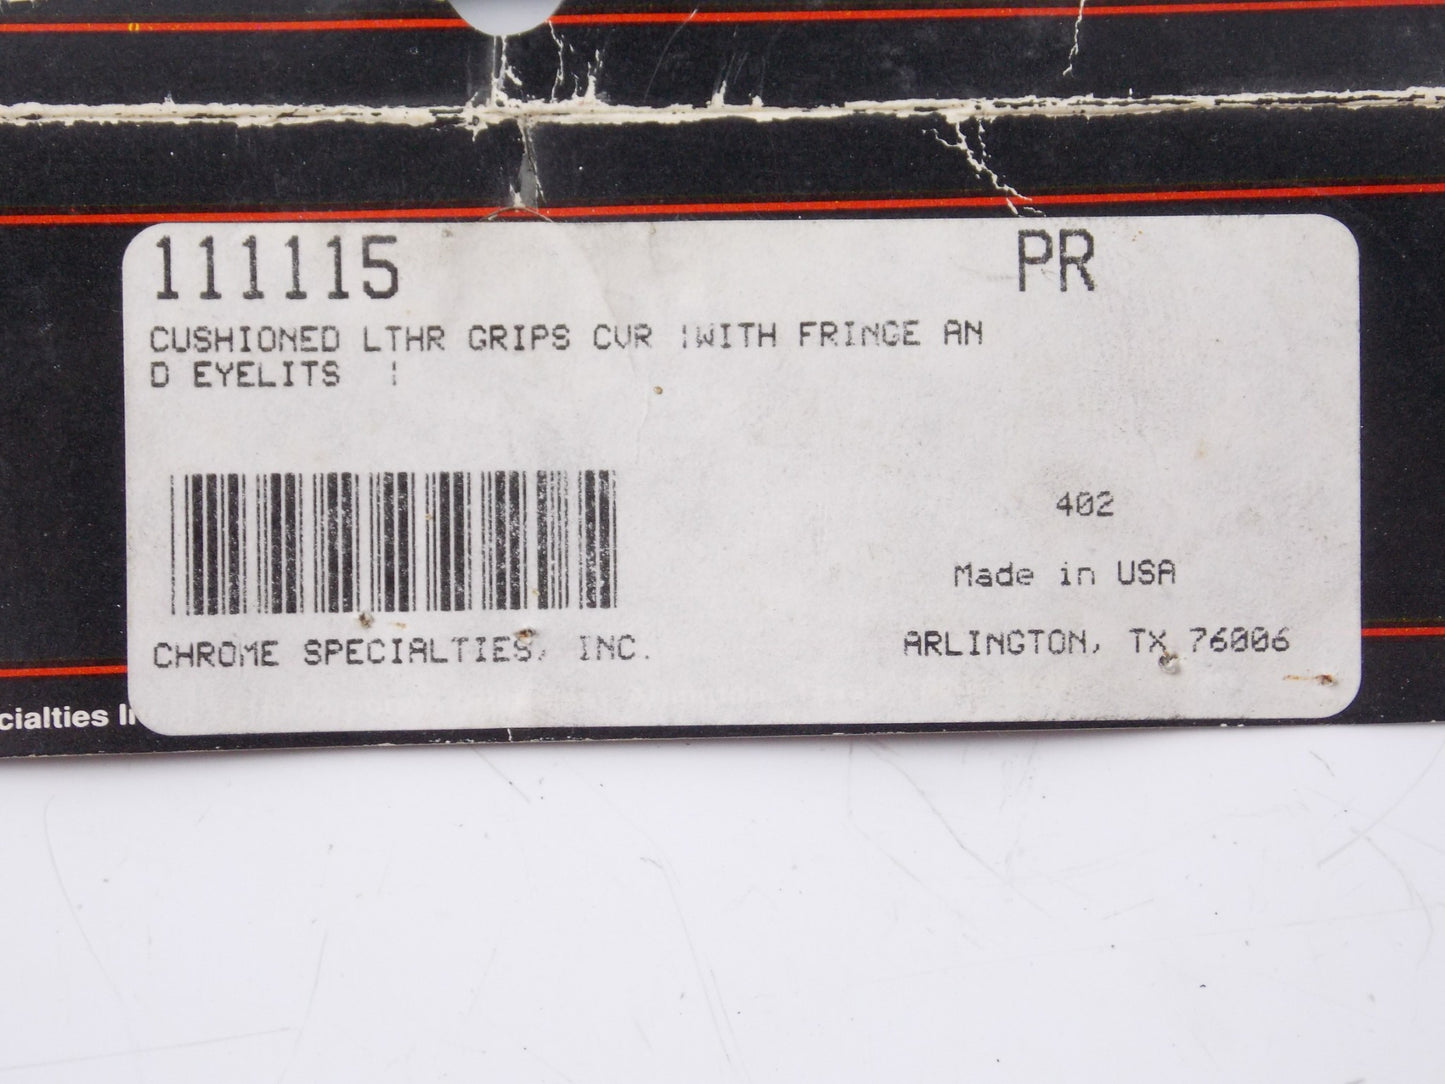 111115 PR
CUSHIONED LTHR GRIPS CVR |WITH FRINGE AN
D EYELITS |
402
Made in USA
CHROME SPECIALTIES, INC. ARLINGTON, TX 76006
cialties In